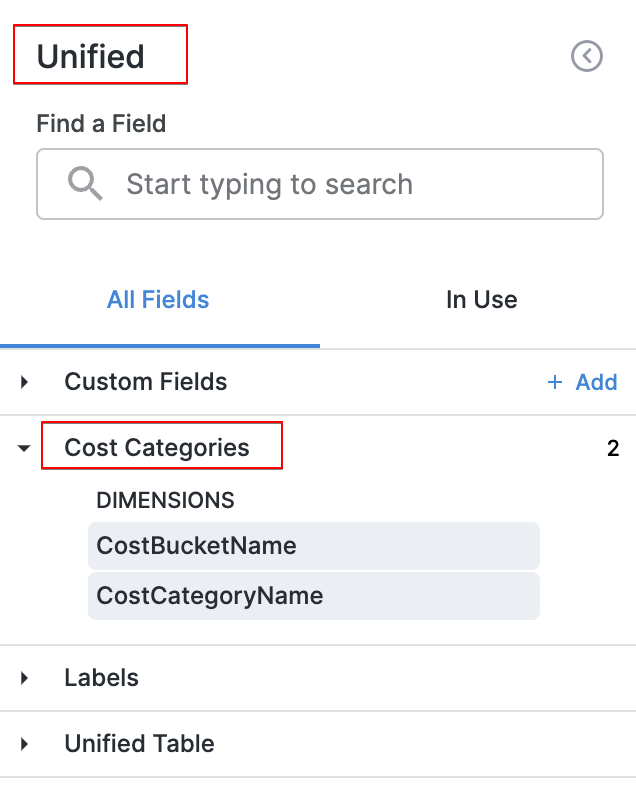 Unified
Find a Field
Start typing to search
All Fields
In Use
Custom Fields
+ Add
Cost Categories
2
DIMENSIONS
CostBucketName
CostCategoryName
Labels
Unified Table